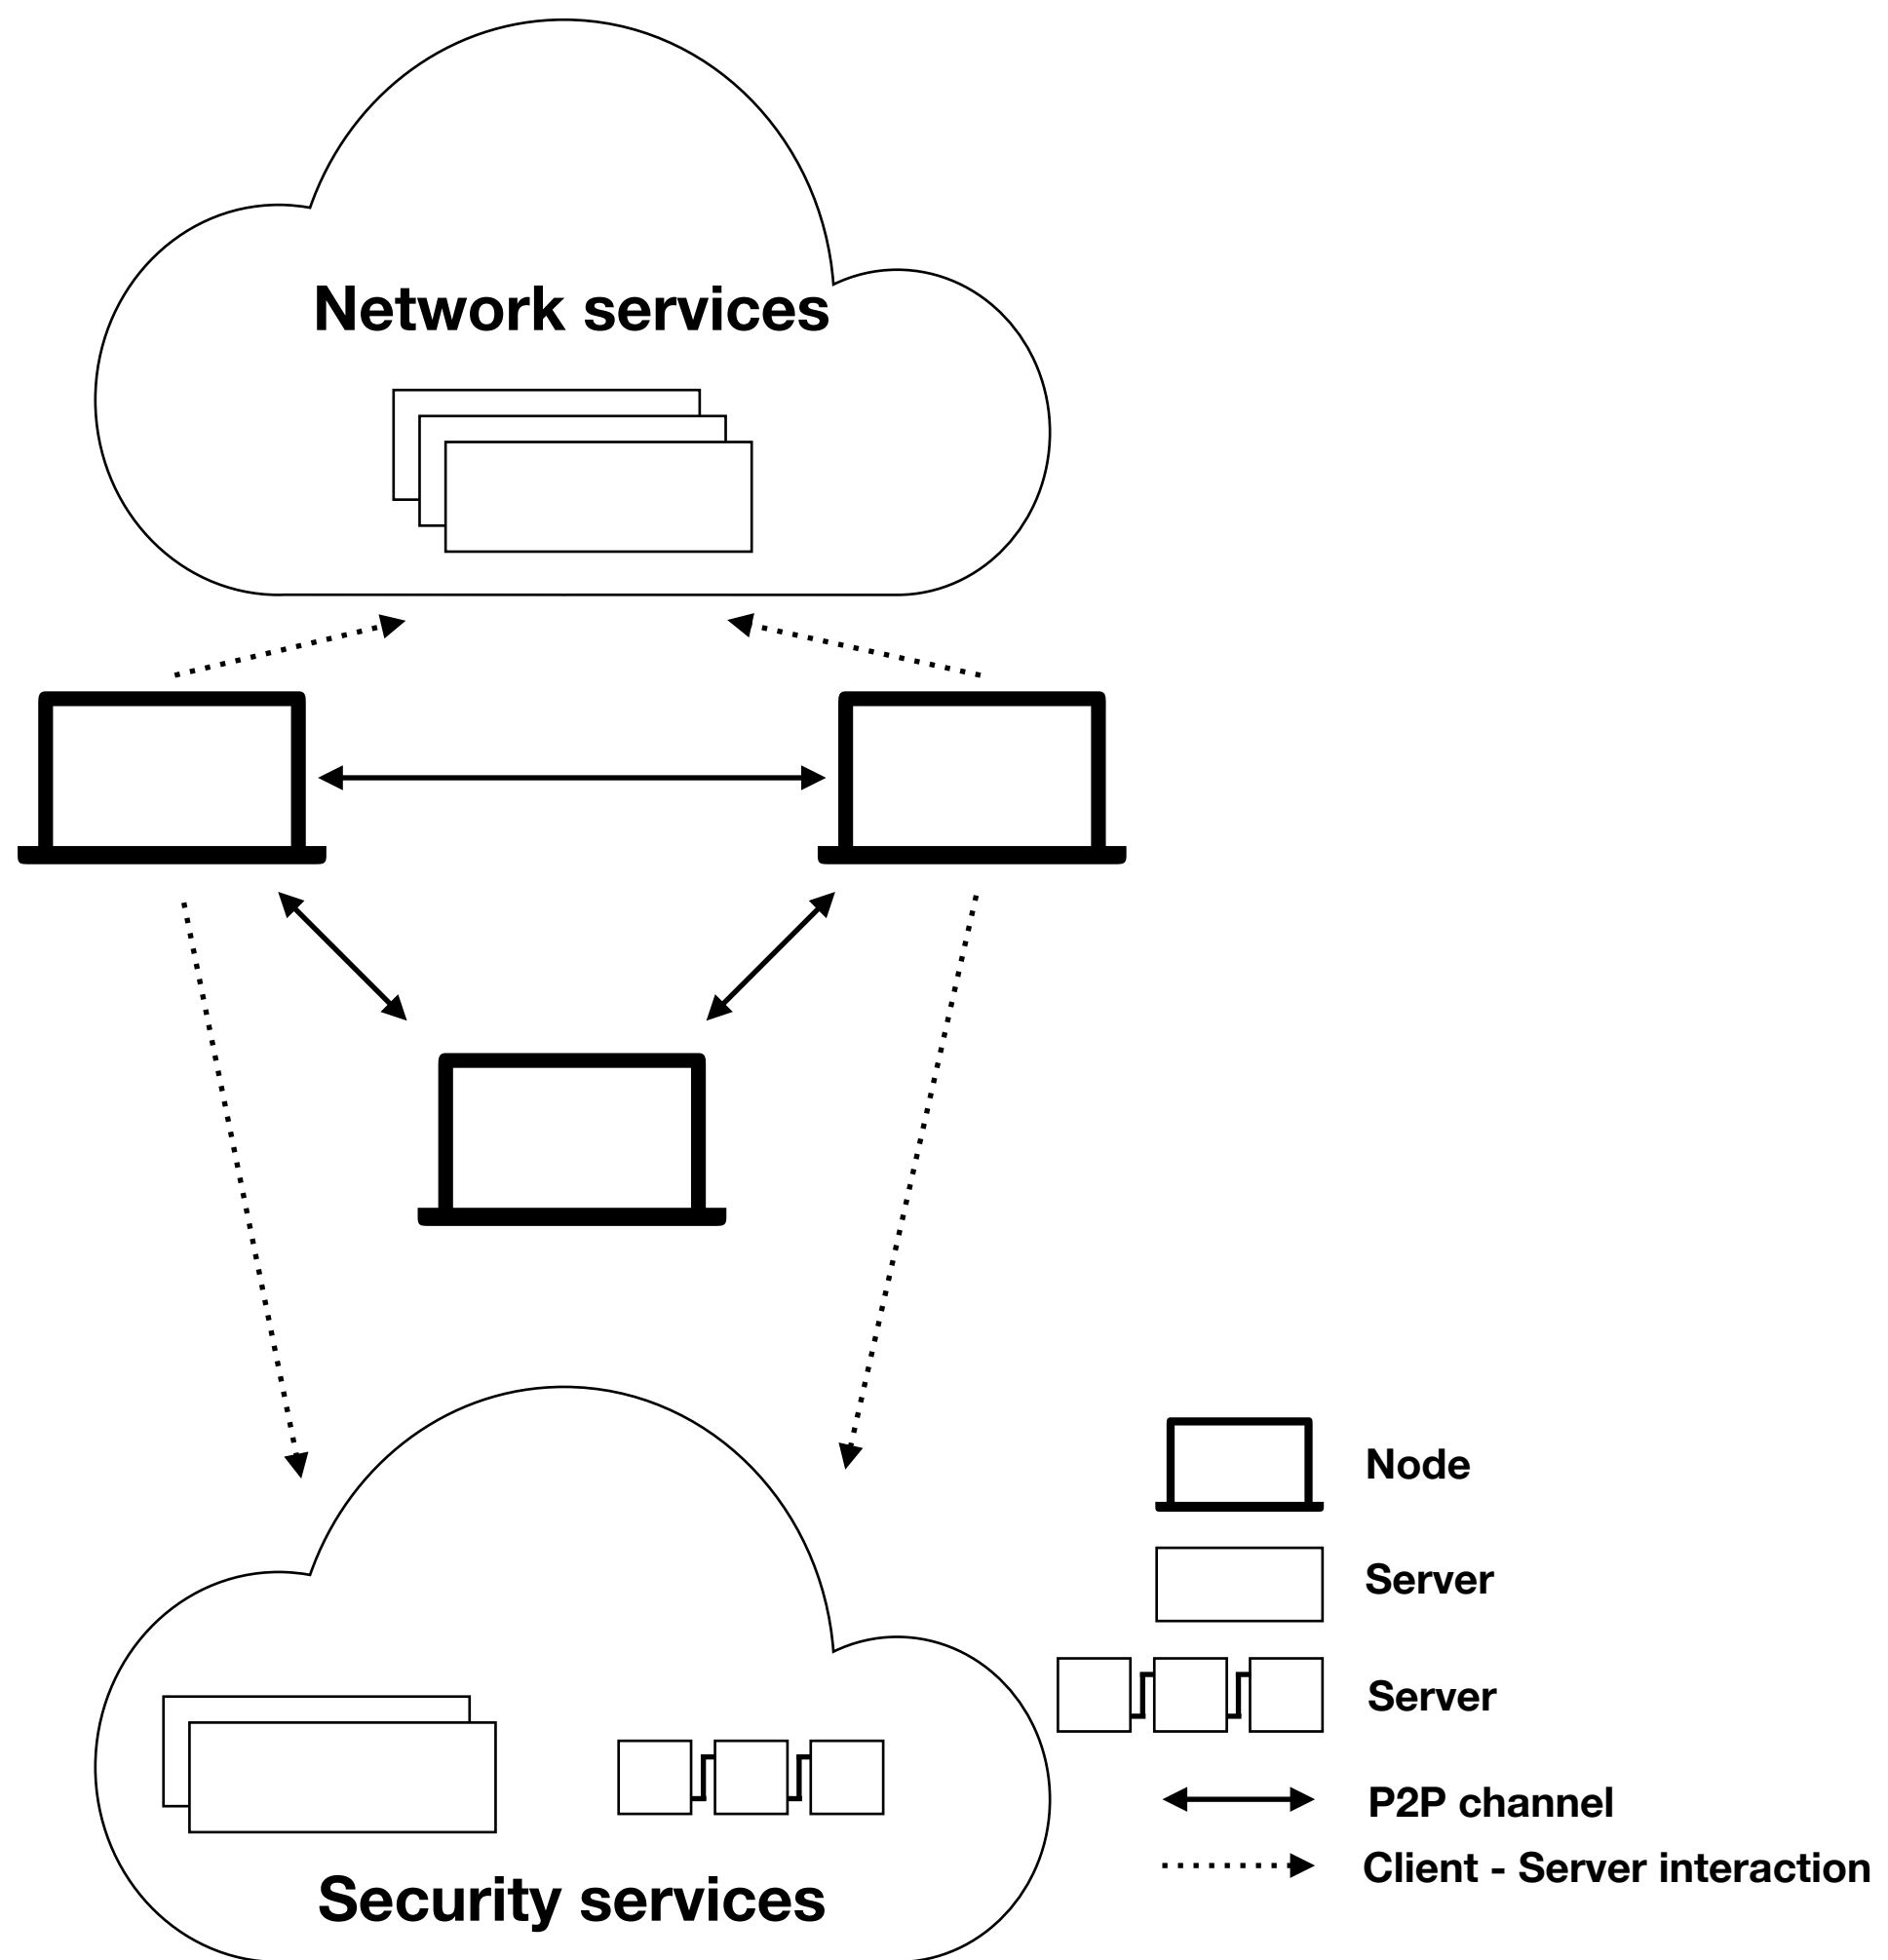 Network services
Node
Server
Server
P2P channel
Client - Server interaction
Security services